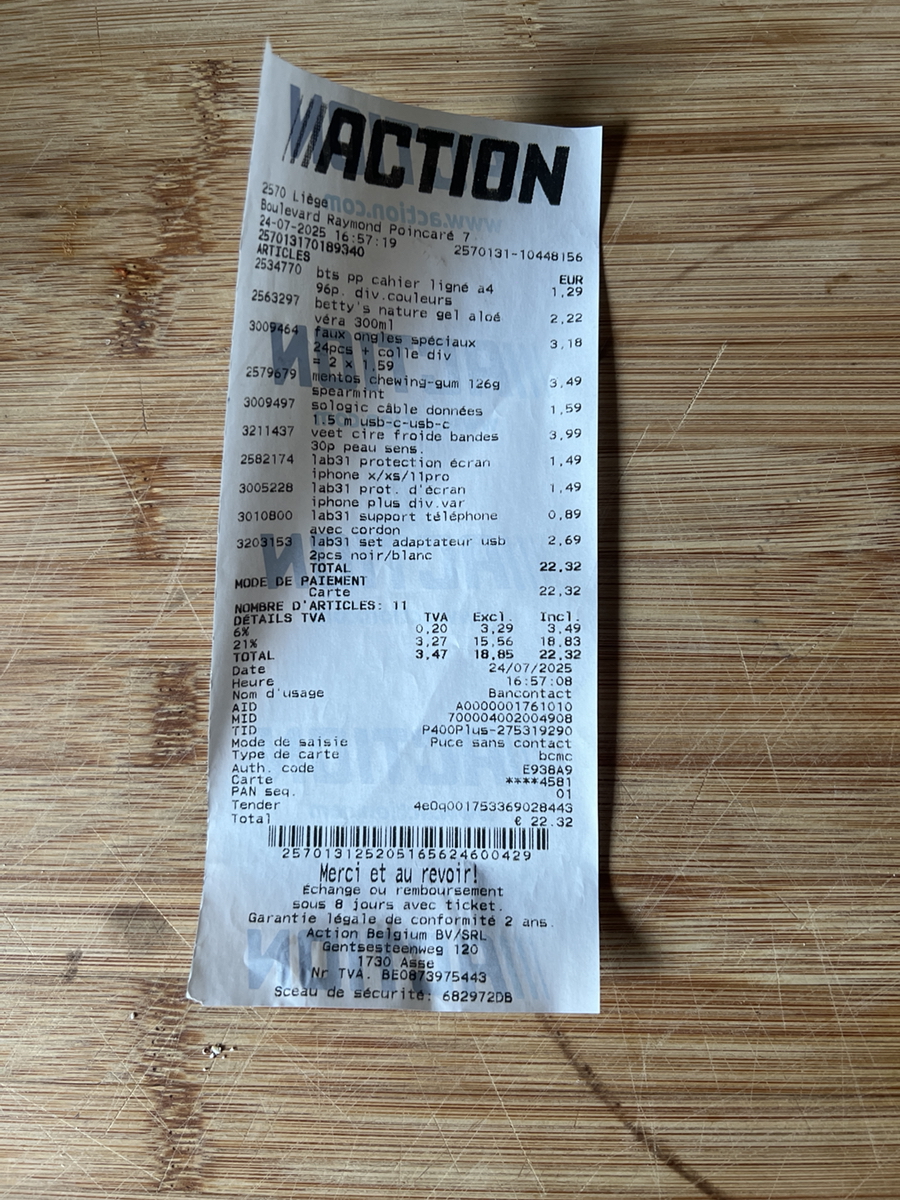 ACTION
2570 Liège
Boulevard Raymond Poincaré 7
24-07-2025 16:57:19 2570131-10448156
257013170189340
ARTICLES EUR
2534770 bts pp cahier ligné a4 1,29
96p. div.couleurs
2563297 betty's nature gel aloé 2,22
véra 300ml
3009464 faux ongles spéciaux 3,18
24pcs + colle div
= 2 x 1,59
2579679 mentos chewing-gum 126g 3,49
spearmint
3009497 sologic câble données 1,59
1.5 m usb-c-usb-c
3211437 veet cire froide bandes 3,99
30p peau sens.
2582174 lab31 protection écran 1,49
iphone x/xs/11pro
3005228 lab31 prot. d'écran 1,49
iphone plus div.var
3010800 lab31 support téléphone 0,89
avec cordon
3203153 lab31 set adaptateur usb 2,69
2pcs noir/blanc
TOTAL 22,32
MODE DE PAIEMENT
Carte 22,32
NOMBRE D'ARTICLES: 11
DÉTAILS TVA TVA Excl. Incl.
6% 0,20 3,29 3,49
21% 3,27 15,56 18,83
TOTAL 3,47 18,85 22,32
Date 24/07/2025
Heure 16:57:08
Nom d'usage Bancontact
AID A0000001761010
MID 700004002004908
TID P400Plus-275319290
Mode de saisie Puce sans contact
Type de carte bcmc
Auth. code E938A9
Carte ****4581
PAN seq. 01
Tender 4e0q001753369028443
Total € 22.32
257013125205165624600429
Merci et au revoir!
Échange ou remboursement
sous 8 jours avec ticket.
Garantie légale de conformité 2 ans.
Action Belgium BV/SRL
Gentsesteenweg 120
1730 Asse
Nr TVA. BE0873975443
Sceau de sécurité: 682972DB